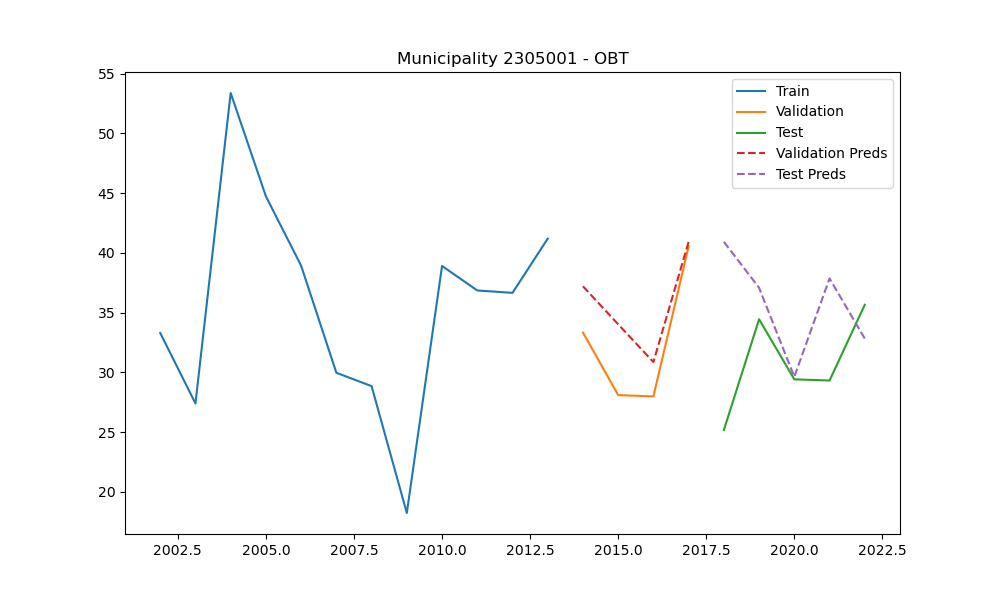 Municipality 2305001 - OBT
55
50
45
40
35
30
25
20
Train
Validation
Test
Validation Preds
Test Preds
2002.5 2005.0 2007.5 2010.0 2012.5 2015.0 2017.5 2020.0 2022.5